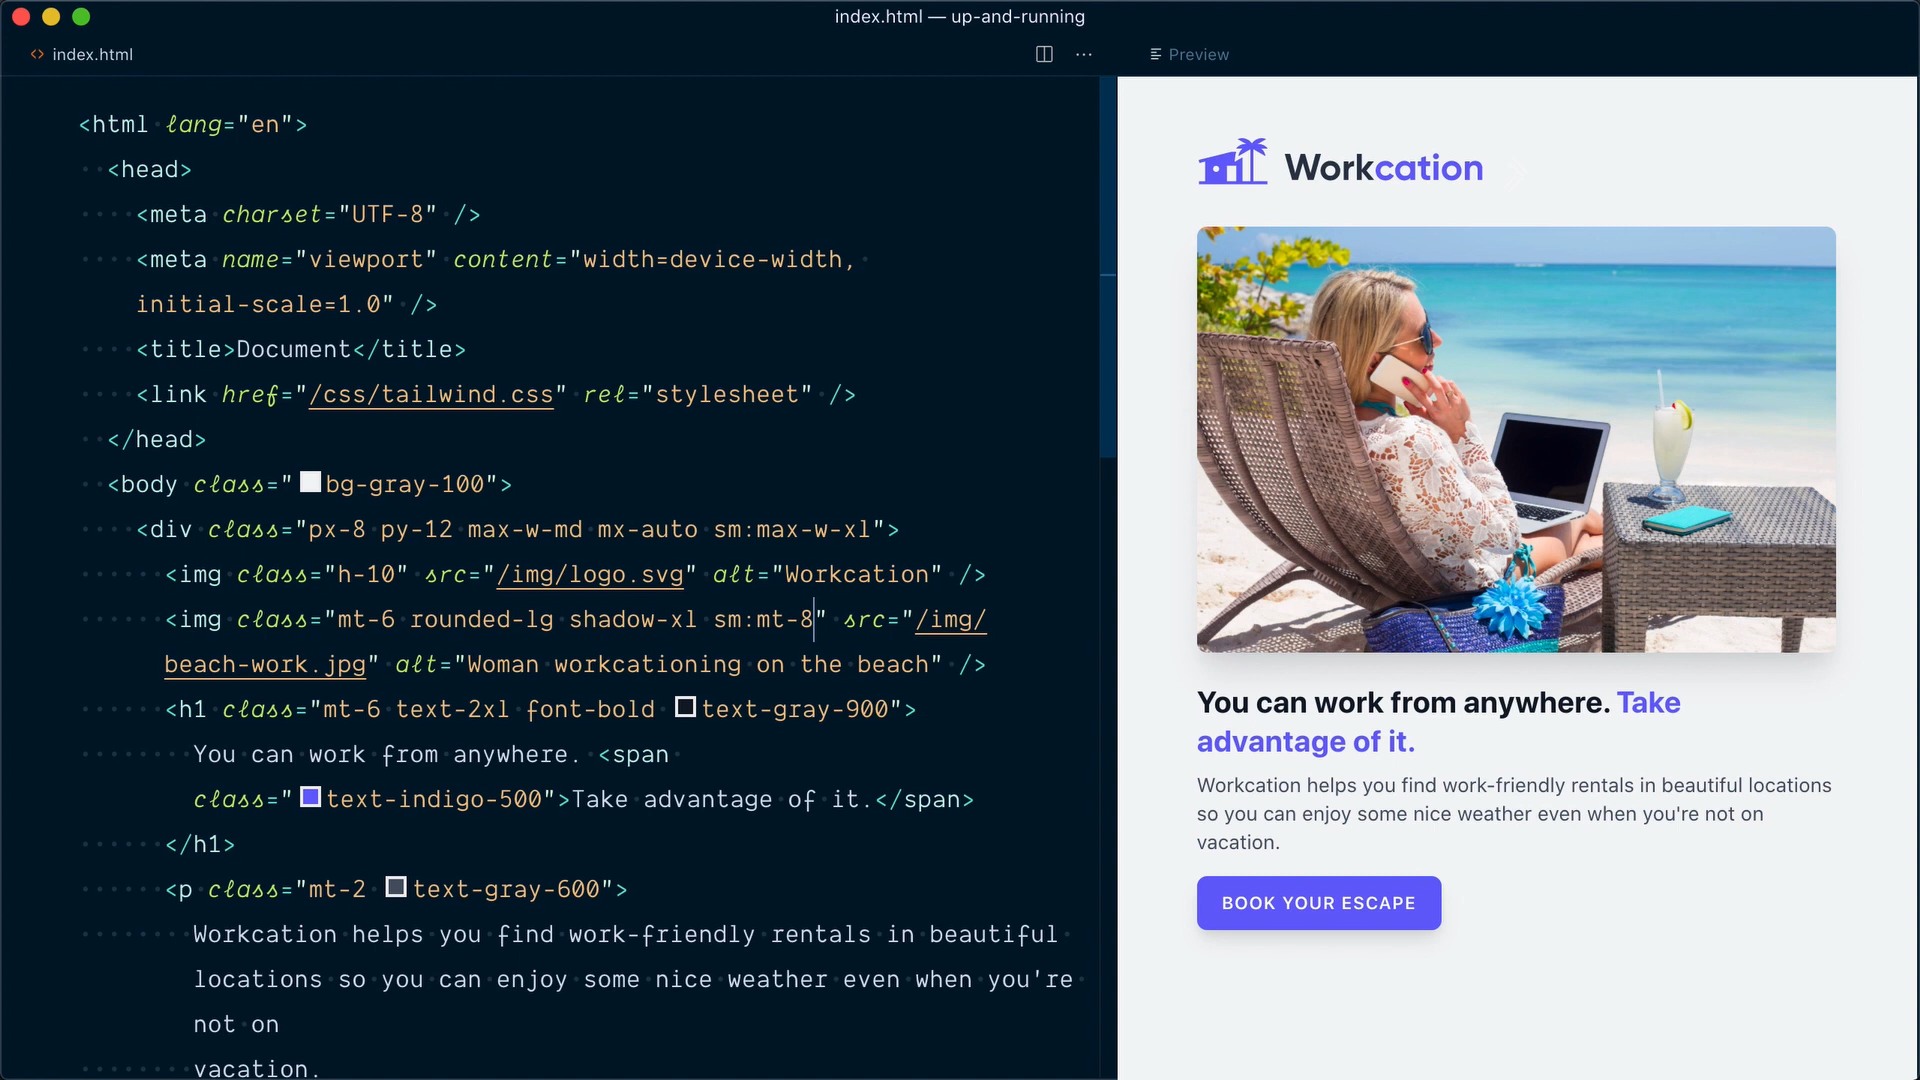 index.html — up-and-running
index.html
Preview
<html lang="en">
<head>
<meta charset="UTF-8" />
<meta name="viewport" content="width=device-width,
initial-scale=1.0" />
<title>Document</title>
<link href="/css/tailwind.css" rel="stylesheet" />
</head>
<body class="bg-gray-100">
<div class="px-8 py-12 max-w-md mx-auto sm:max-w-xl">
<img class="h-10" src="/img/logo.svg" alt="Workcation" />
<img class="mt-6 rounded-lg shadow-xl sm:mt-8" src="/img/
beach-work.jpg" alt="Woman workcationing on the beach" />
<h1 class="mt-6 text-2xl font-bold text-gray-900">
You can work from anywhere. <span
class="text-indigo-500">Take advantage of it.</span>
</h1>
<p class="mt-2 text-gray-600">
Workcation helps you find work-friendly rentals in beautiful
locations so you can enjoy some nice weather even when you're
not on
vacation.
Workcation
You can work from anywhere. Take
advantage of it.
Workcation helps you find work-friendly rentals in beautiful locations
so you can enjoy some nice weather even when you're not on
vacation.
BOOK YOUR ESCAPE